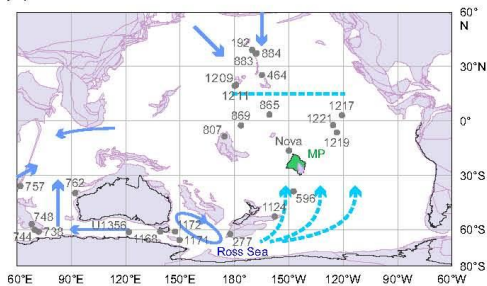 60°
N
192
884
883
464
30°N
1209
1211
865
1217
869
1221
0°
807
1219
Nova
MP
757
762
596
30°S
1124
748
U1356
1172
744
738
1168
1171
277
60°S
Ross Sea
80°S
60°E
90°E
120°E
150°E
180°
-150°W
-120°W
-90°W
-60°W